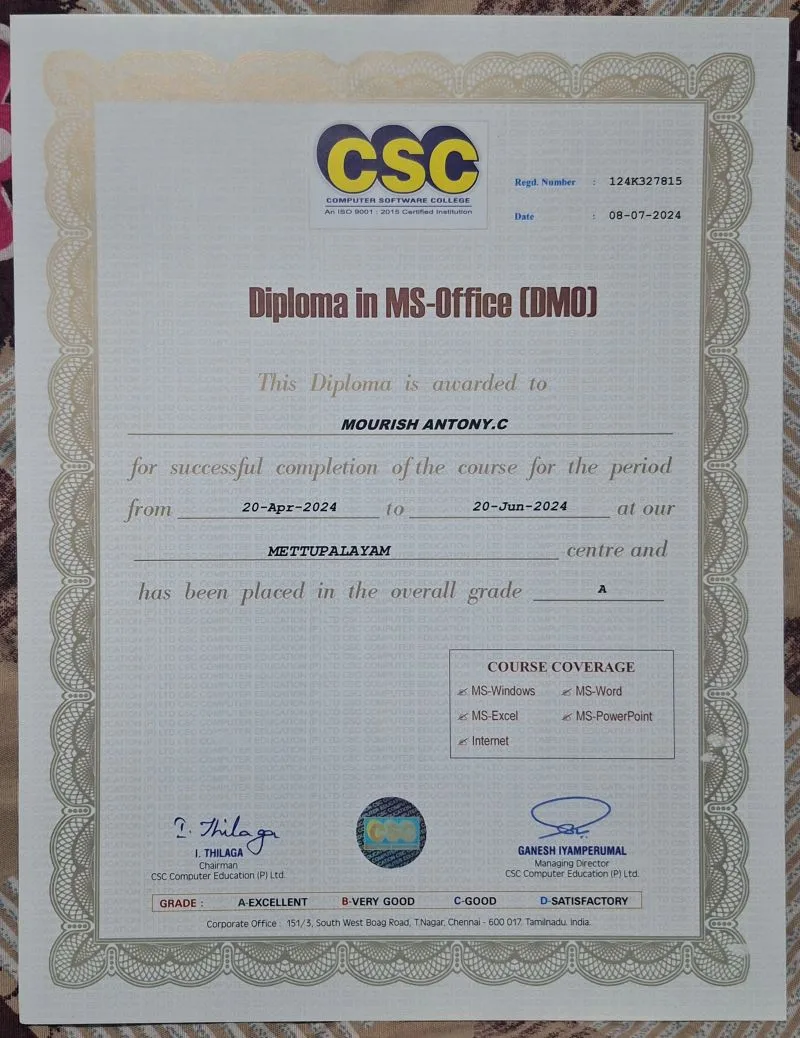 CSC
COMPUTER SOFTWARE COLLEGE
An ISO 9001 : 2015 Certified Institution
Regd. Number : 124K327815
Date : 08-07-2024
Diploma in MS-Office (DMO)
This Diploma is awarded to
MOURISH ANTONY.C
for successful completion of the course for the period
from 20-Apr-2024 to 20-Jun-2024 at our
METTUPALAYAM centre and
has been placed in the overall grade A
COURSE COVERAGE
MS-Windows MS-Word
MS-Excel MS-PowerPoint
Internet
I. Thilaga
CSC
I. THILAGA
Chairman
CSC Computer Education (P) Ltd.
GANESH IYAMPERUMAL
Managing Director
CSC Computer Education (P) Ltd.
GRADE : A-EXCELLENT B-VERY GOOD C-GOOD D-SATISFACTORY
Corporate Office : 151/3, South West Boag Road, T.Nagar, Chennai - 600 017. Tamilnadu. India.